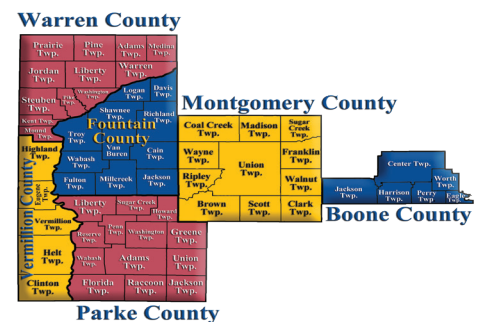 Warren County
Prairie Twp.
Pine Twp.
Adams Twp.
Medina Twp.
Jordan Twp.
Liberty Twp.
Warren Twp.
Steuben Twp.
Pike Twp.
Washington Twp.
Kent Twp.
Mound Twp.
Fountain County
Logan Twp.
Davis Twp.
Shawnee Twp.
Richland Twp.
Troy Twp.
Van Buren
Cain Twp.
Wabash Twp.
Fulton Twp.
Millcreek Twp.
Jackson Twp.
Montgomery County
Coal Creek Twp.
Madison Twp.
Sugar Creek Twp.
Wayne Twp.
Union Twp.
Franklin Twp.
Ripley Twp.
Walnut Twp.
Brown Twp.
Scott Twp.
Clark Twp.
Boone County
Center Twp.
Jackson Twp.
Harrison Twp.
Perry Twp.
Worth Twp.
Eagle Twp.
Vermillion County
Highland Twp.
Eugene Twp.
Vermillion Twp.
Helt Twp.
Clinton Twp.
Parke County
Liberty Twp.
Sugar Creek Twp.
Howard Twp.
Reserve Twp.
Penn Twp.
Washington Twp.
Greene Twp.
Wabash Twp.
Adams Twp.
Union Twp.
Florida Twp.
Raccoon Twp.
Jackson Twp.